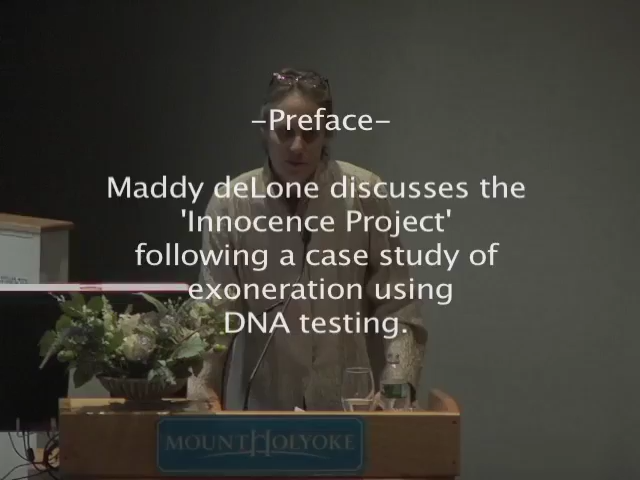 -Preface-
Maddy deLone discusses the
'Innocence Project'
following a case study of
exoneration using
DNA testing.
MOUNT HOLYOKE